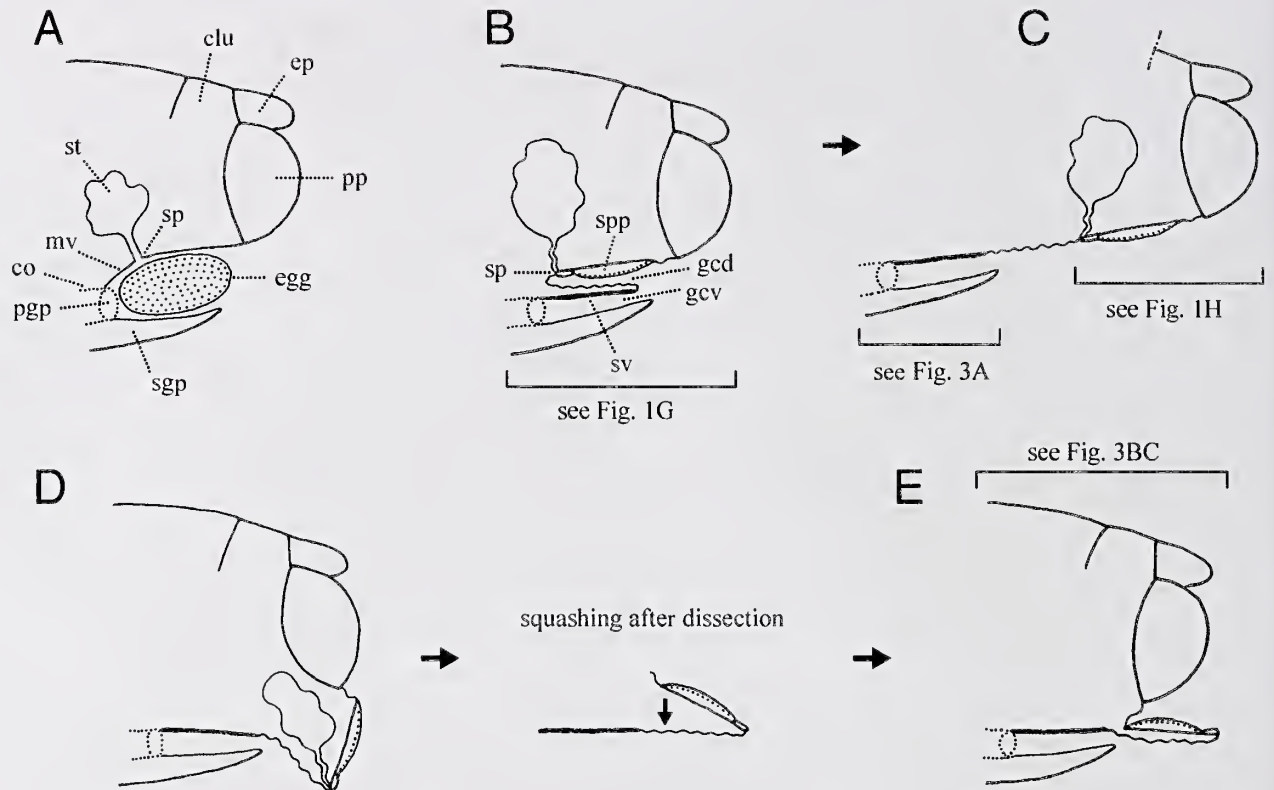 A
clu
ep
st
sp
pp
mv
co
pgp
egg
sgp
B
spp
sp
gcd
gcv
sv
see Fig. 1G
C
see Fig. 1H
see Fig. 3A
D
squashing after dissection
see Fig. 3BC
E